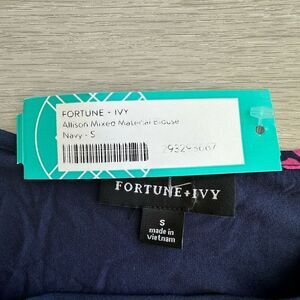 FORTUNE + IVY
Allison Mixed Material Blouse
Navy - S
FORTUNE+IVY
S
made in
Vietnam